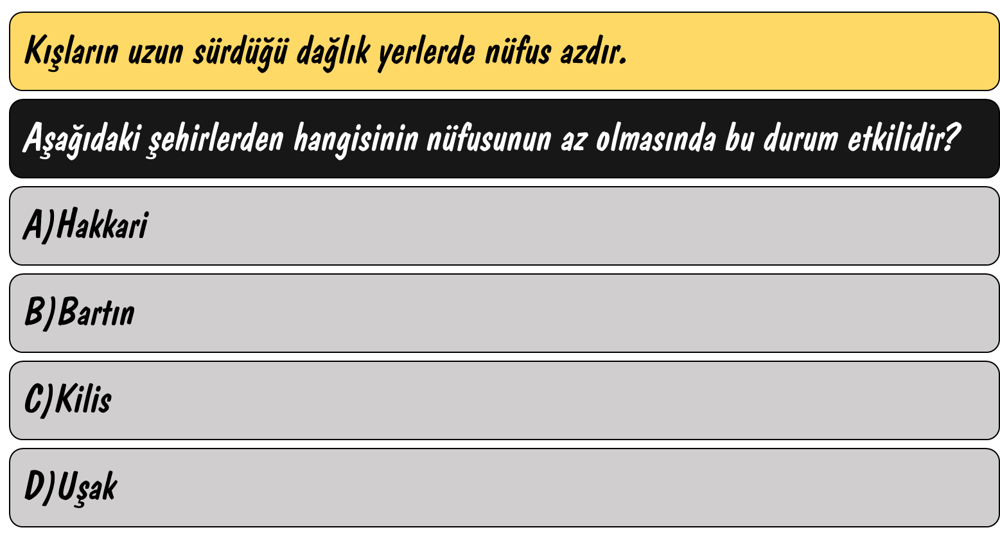 Kışların uzun sürdüğü dağlık yerlerde nüfus azdır.
Aşağıdaki şehirlerden hangisinin nüfusunun az olmasında bu durum etkilidir?
A)Hakkari
B)Bartın
C)Kilis
D)Uşak